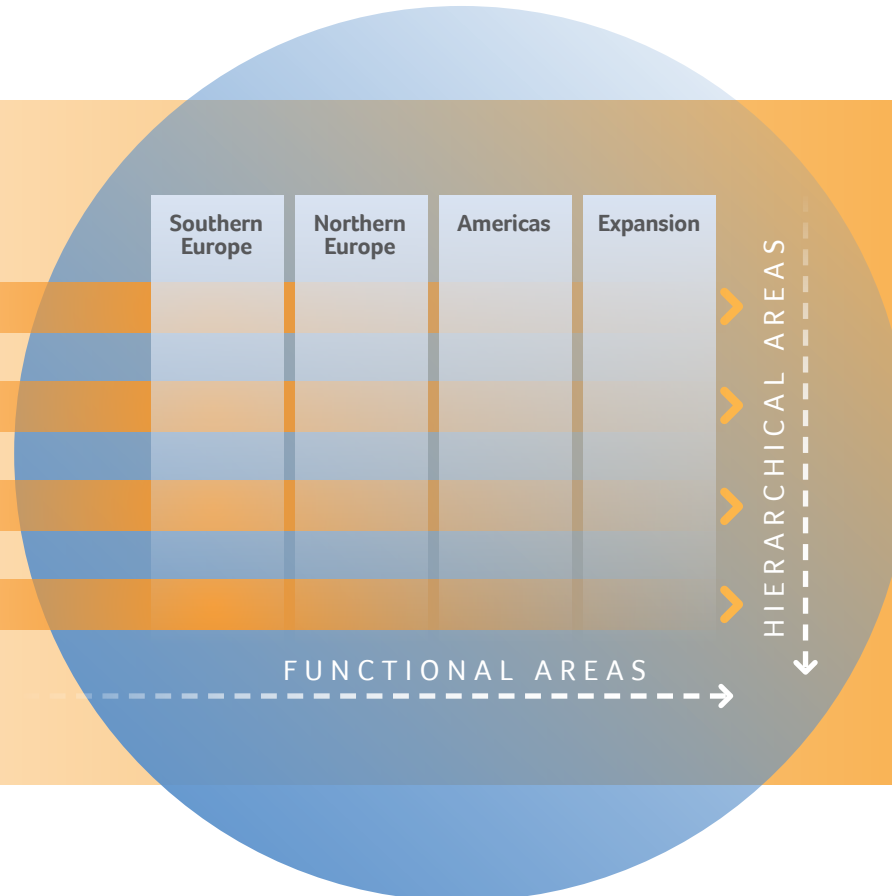 Southern
Europe
Northern
Europe
Americas
Expansion
HIERARCHICAL AREAS
FUNCTIONAL AREAS